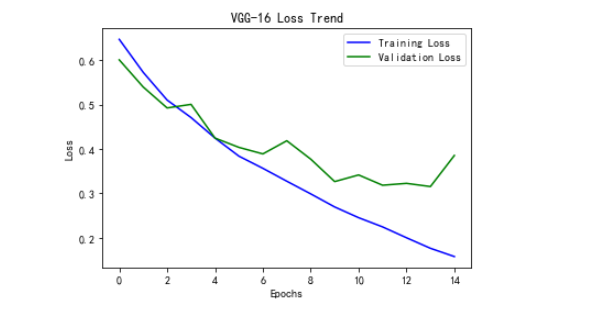 VGG-16 Loss Trend
Training Loss
Validation Loss
0.6
0.5
0.4
0.3
0.2
Loss
0 2 4 6 8 10 12 14
Epochs